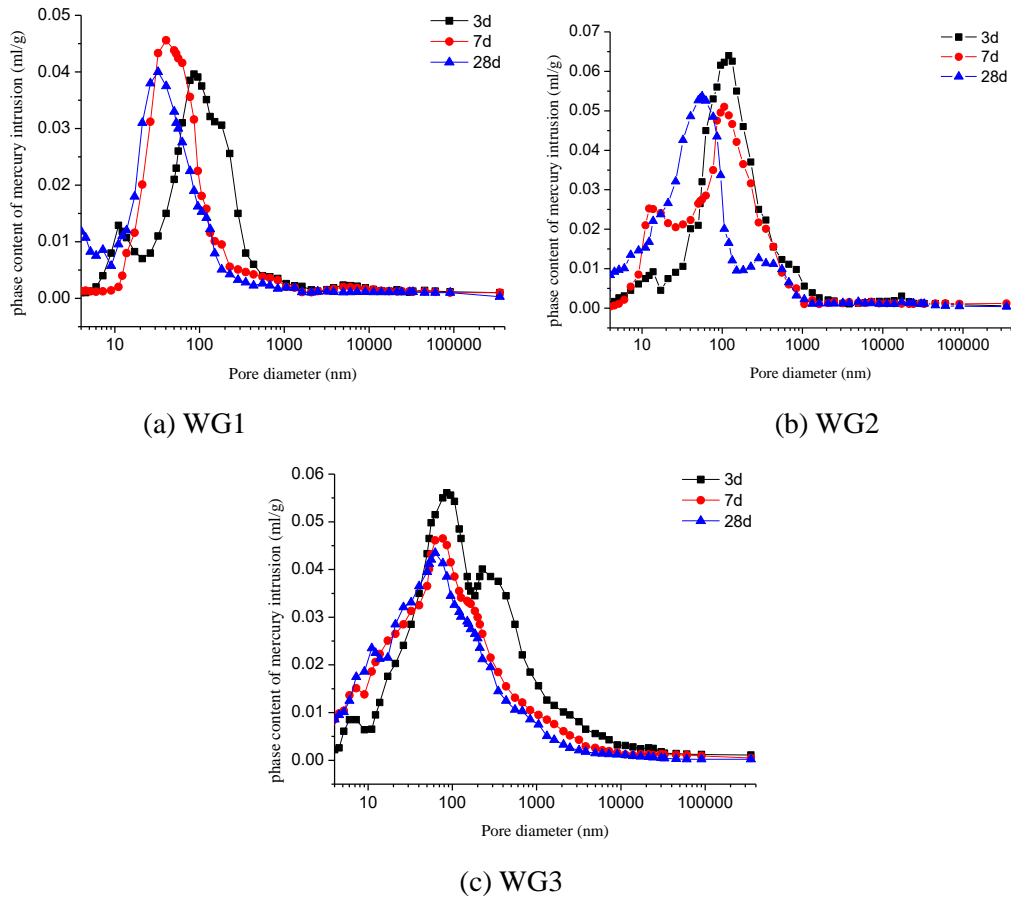 0.05
0.04
0.03
0.02
0.01
0.00
phase content of mercury intrusion (ml/g)
3d
7d
28d
10 100 1000 10000 100000
Pore diameter (nm)
(a) WG1
0.07
0.06
0.05
0.04
0.03
0.02
0.01
0.00
phase content of mercury intrusion (ml/g)
3d
7d
28d
10 100 1000 10000 100000
Pore diameter (nm)
(b) WG2
0.06
0.05
0.04
0.03
0.02
0.01
0.00
phase content of mercury intrusion (ml/g)
3d
7d
28d
10 100 1000 10000 100000
Pore diameter (nm)
(c) WG3